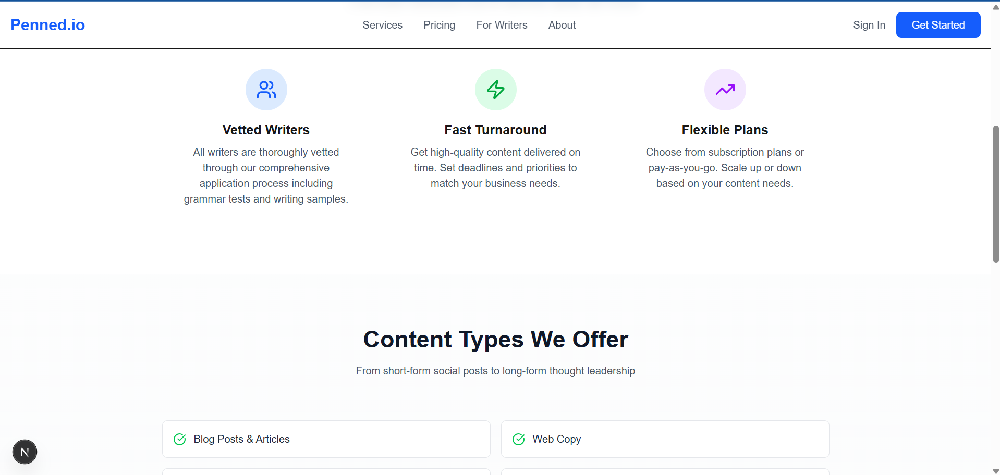 Penned.io
Services
Pricing
For Writers
About
Sign In
Get Started
Vetted Writers
All writers are thoroughly vetted
through our comprehensive
application process including
grammar tests and writing samples.
Fast Turnaround
Get high-quality content delivered on
time. Set deadlines and priorities to
match your business needs.
Flexible Plans
Choose from subscription plans or
pay-as-you-go. Scale up or down
based on your content needs.
Content Types We Offer
From short-form social posts to long-form thought leadership
Blog Posts & Articles
Web Copy
N